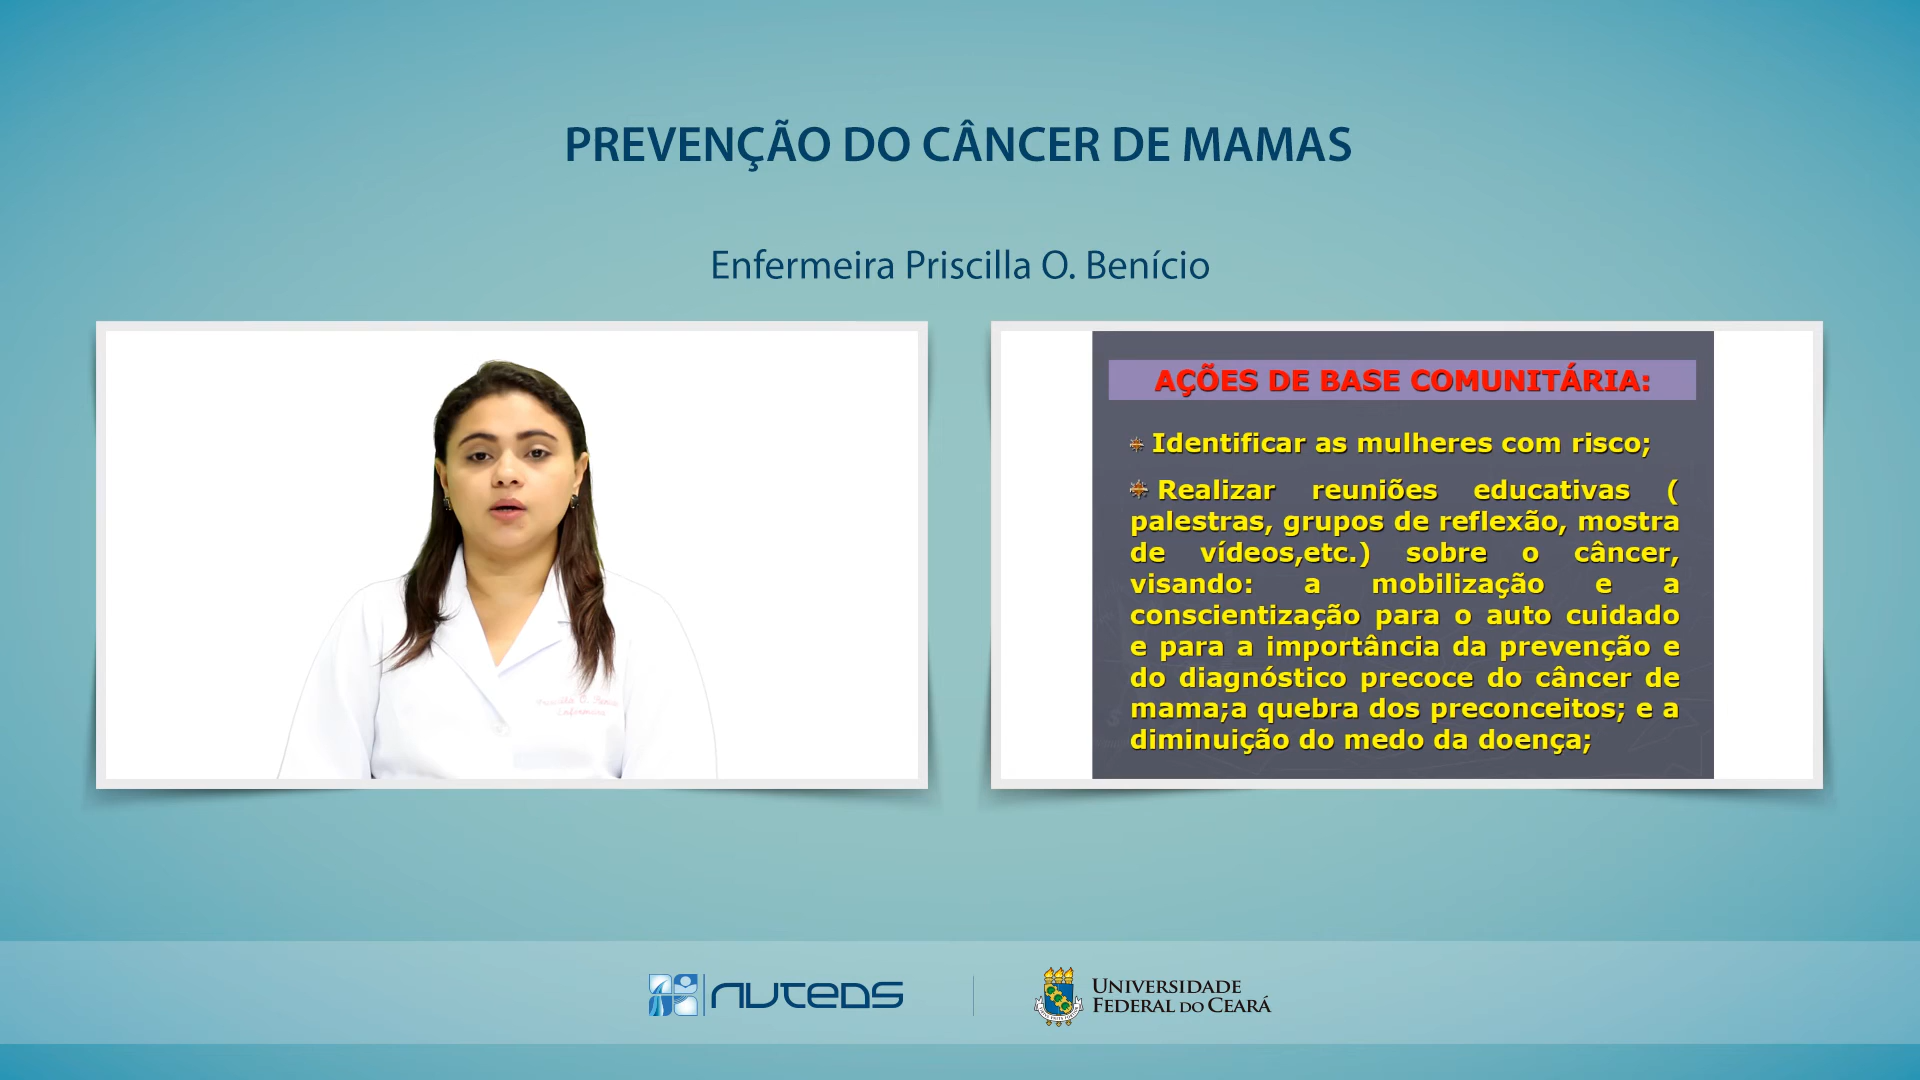 PREVENÇÃO DO CÂNCER DE MAMAS
Enfermeira Priscilla O. Benício
AÇÕES DE BASE COMUNITÁRIA:
Identificar as mulheres com risco;
Realizar reuniões educativas (
palestras, grupos de reflexão, mostra
de vídeos,etc.) sobre o câncer,
visando: a mobilização e a
conscientização para o auto cuidado
e para a importância da prevenção e
do diagnóstico precoce do câncer de
mama;a quebra dos preconceitos; e a
diminuição do medo da doença;
NUTEDS
UNIVERSIDADE
FEDERAL DO CEARÁ